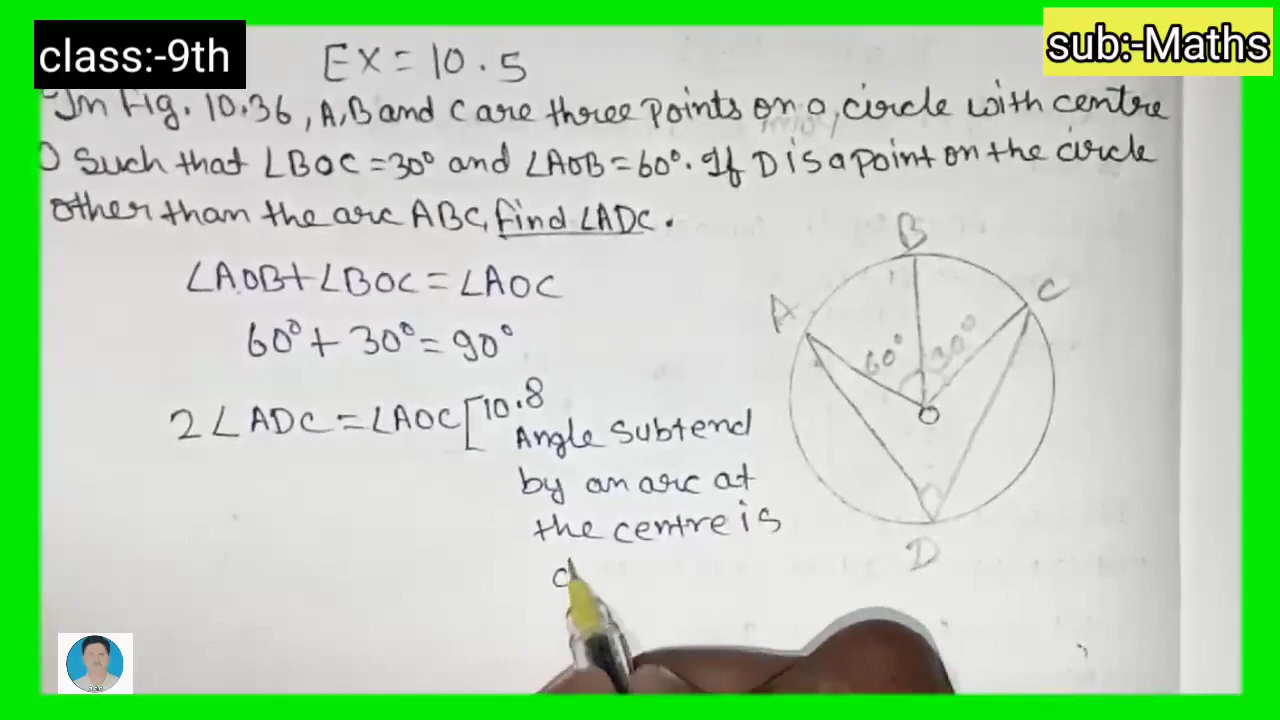 class:-9th
sub:-Maths
EX = 10.5
In Fig. 10.36, A, B and C are three points on a circle with centre
O such that ∠BOC = 30° and ∠AOB = 60°. If D is a point on the circle
other than the arc ABC, find ∠ADC.
∠AOB + ∠BOC = ∠AOC
60° + 30° = 90°
2∠ADC = ∠AOC [10.8
Angle subtend
by an arc at
the centre is
B
C
A
60° 30°
O
D